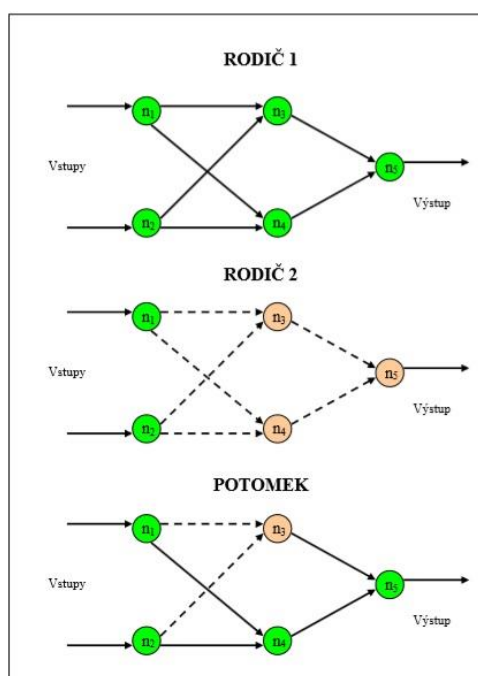 RODIČ 1
n₁ n₃
Vstupy
n₅
n₂ n₄
Výstup
RODIČ 2
n₁ n₃
Vstupy
n₅
n₂ n₄
Výstup
POTOMEK
n₁ n₃
Vstupy
n₅
n₂ n₄
Výstup